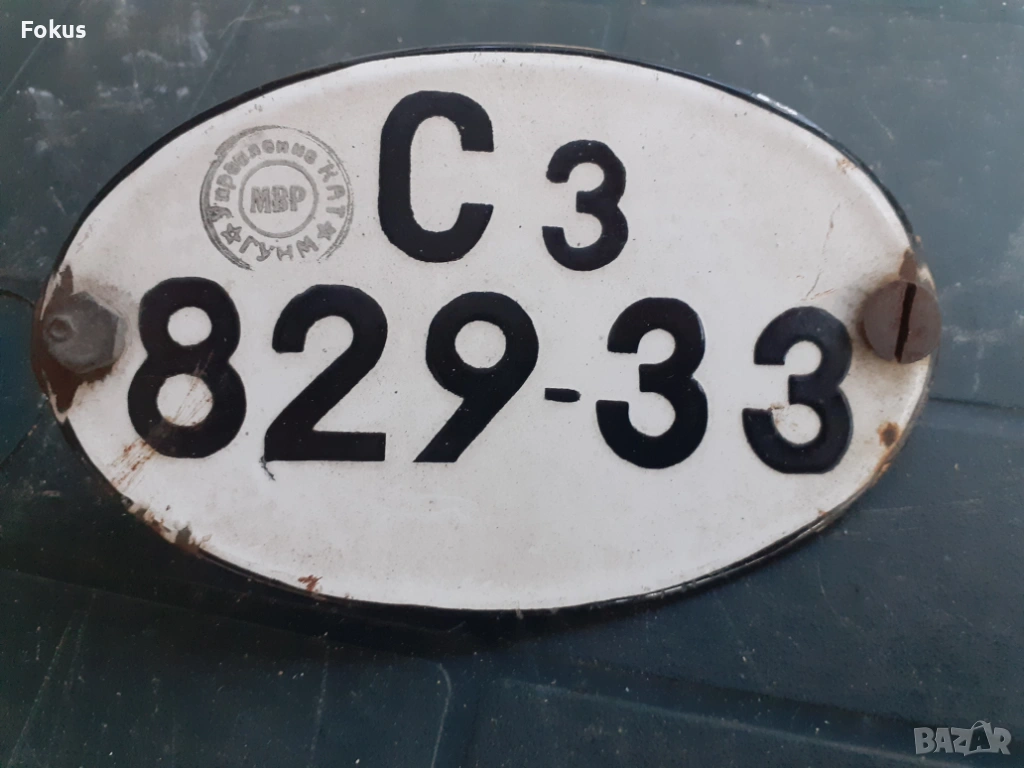 Fokus
С 3
829-33
Управление КАТ
МВР
ГУНМ
BAZAR